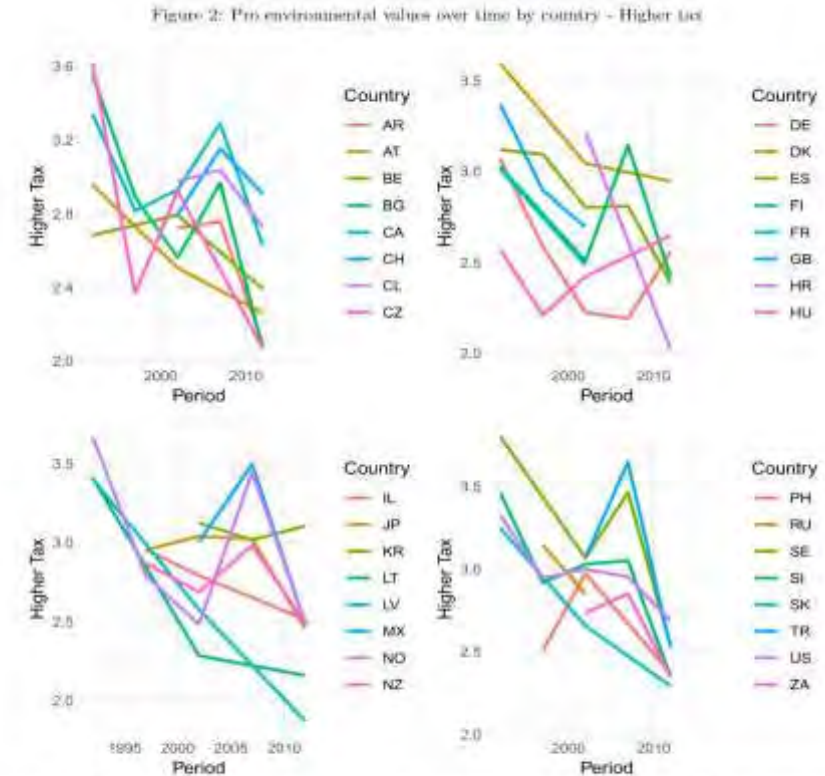 Figure 2: Pro environmental values over time by country - Higher tax
3.6
3.2
2.8
2.4
2.0
Higher Tax
2000
2010
Period
Country
AR
AT
BE
BG
CA
CH
CL
CZ
3.5
3.0
2.5
2.0
Higher Tax
2000
2010
Period
Country
DE
DK
ES
FI
FR
GB
HR
HU
3.5
3.0
2.5
2.0
Higher Tax
1995
2000
2005
2010
Period
Country
IL
JP
KR
LT
LV
MX
NO
NZ
3.5
3.0
2.5
2.0
Higher Tax
2000
2010
Period
Country
PH
RU
SE
SI
SK
TR
US
ZA